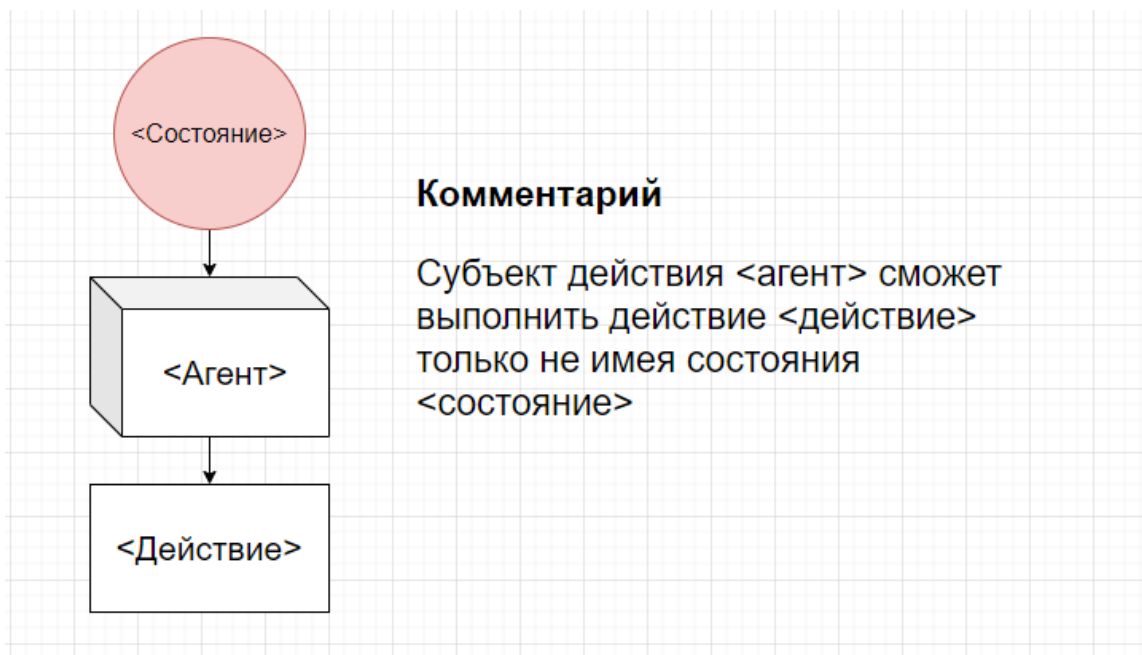 <Состояние>
Комментарий
Субъект действия <агент> сможет
выполнить действие <действие>
только не имея состояния
<состояние>
<Агент>
<Действие>